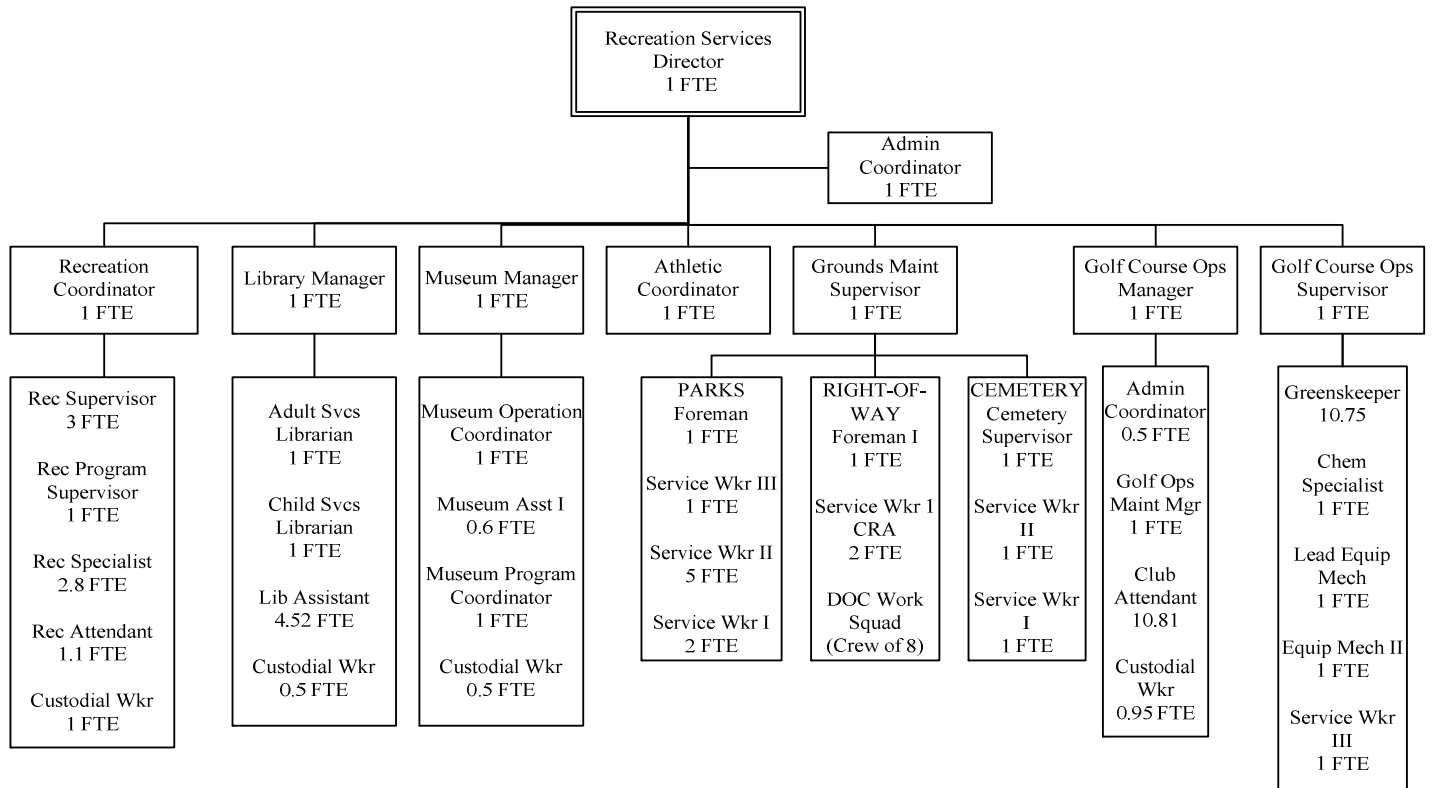 Recreation Services
Director
1 FTE
Admin
Coordinator
1 FTE
Recreation
Coordinator
1 FTE
Library Manager
1 FTE
Museum Manager
1 FTE
Athletic
Coordinator
1 FTE
Grounds Maint
Supervisor
1 FTE
Golf Course Ops
Manager
1 FTE
Golf Course Ops
Supervisor
1 FTE
Rec Supervisor
3 FTE
Rec Program
Supervisor
1 FTE
Rec Specialist
2.8 FTE
Rec Attendant
1.1 FTE
Custodial Wkr
1 FTE
Adult Svcs
Librarian
1 FTE
Child Svcs
Librarian
1 FTE
Lib Assistant
4.52 FTE
Custodial Wkr
0.5 FTE
Museum Operation
Coordinator
1 FTE
Museum Asst I
0.6 FTE
Museum Program
Coordinator
1 FTE
Custodial Wkr
0.5 FTE
PARKS
Foreman
1 FTE
Service Wkr III
1 FTE
Service Wkr II
5 FTE
Service Wkr I
2 FTE
RIGHT-OF-
WAY
Foreman I
1 FTE
Service Wkr 1
CRA
2 FTE
DOC Work
Squad
(Crew of 8)
CEMETERY
Cemetery
Supervisor
1 FTE
Service Wkr
II
1 FTE
Service Wkr
I
1 FTE
Admin
Coordinator
0.5 FTE
Golf Ops
Maint Mgr
1 FTE
Club
Attendant
10.81
Custodial
Wkr
0.95 FTE
Greenskeeper
10.75
Chem
Specialist
1 FTE
Lead Equip
Mech
1 FTE
Equip Mech II
1 FTE
Service Wkr
III
1 FTE